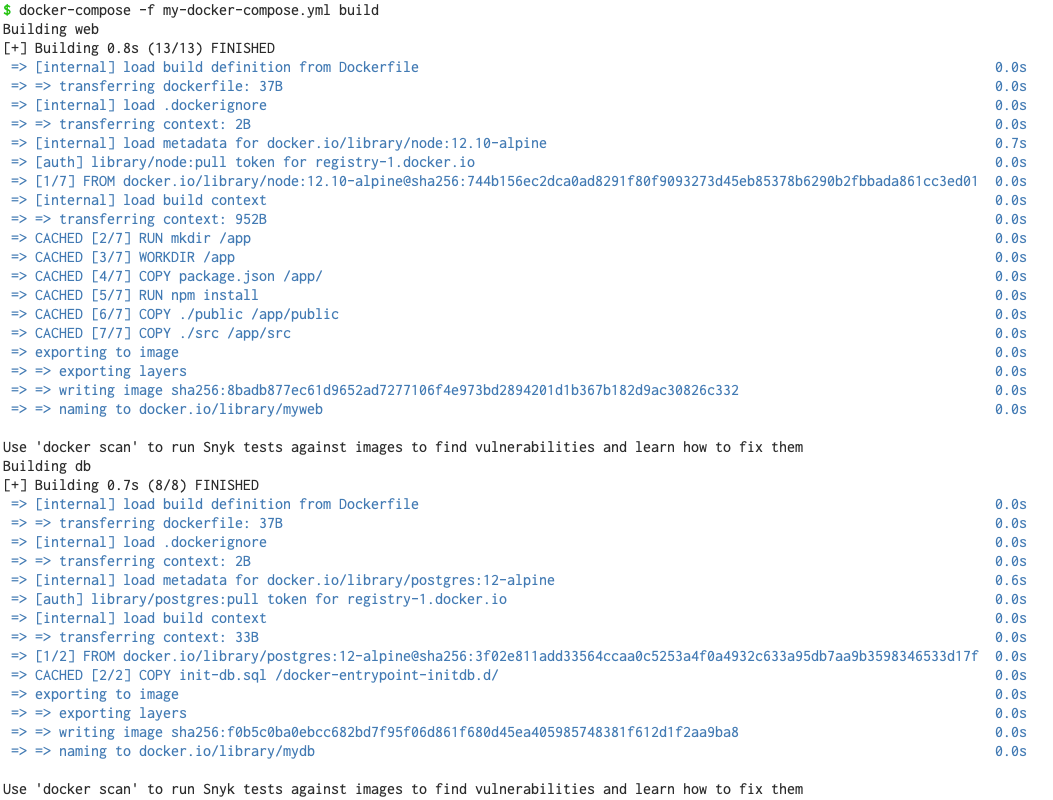 $ docker-compose -f my-docker-compose.yml build
Building web
[+] Building 0.8s (13/13) FINISHED
=> [internal] load build definition from Dockerfile 0.0s
=> => transferring dockerfile: 37B 0.0s
=> [internal] load .dockerignore 0.0s
=> => transferring context: 2B 0.0s
=> [internal] load metadata for docker.io/library/node:12.10-alpine 0.7s
=> [auth] library/node:pull token for registry-1.docker.io 0.0s
=> [1/7] FROM docker.io/library/node:12.10-alpine@sha256:744b156ec2dca0ad8291f80f9093273d45eb85378b6290b2fbbada861cc3ed01 0.0s
=> [internal] load build context 0.0s
=> => transferring context: 952B 0.0s
=> CACHED [2/7] RUN mkdir /app 0.0s
=> CACHED [3/7] WORKDIR /app 0.0s
=> CACHED [4/7] COPY package.json /app/ 0.0s
=> CACHED [5/7] RUN npm install 0.0s
=> CACHED [6/7] COPY ./public /app/public 0.0s
=> CACHED [7/7] COPY ./src /app/src 0.0s
=> exporting to image 0.0s
=> => exporting layers 0.0s
=> => writing image sha256:8badb877ec61d9652ad7277106f4e973bd2894201d1b367b182d9ac30826c332 0.0s
=> => naming to docker.io/library/myweb 0.0s
Use 'docker scan' to run Snyk tests against images to find vulnerabilities and learn how to fix them
Building db
[+] Building 0.7s (8/8) FINISHED
=> [internal] load build definition from Dockerfile 0.0s
=> => transferring dockerfile: 37B 0.0s
=> [internal] load .dockerignore 0.0s
=> => transferring context: 2B 0.0s
=> [internal] load metadata for docker.io/library/postgres:12-alpine 0.6s
=> [auth] library/postgres:pull token for registry-1.docker.io 0.0s
=> [internal] load build context 0.0s
=> => transferring context: 33B 0.0s
=> [1/2] FROM docker.io/library/postgres:12-alpine@sha256:3f02e811add33564ccaa0c5253a4f0a4932c633a95db7aa9b3598346533d17f 0.0s
=> CACHED [2/2] COPY init-db.sql /docker-entrypoint-initdb.d/ 0.0s
=> exporting to image 0.0s
=> => exporting layers 0.0s
=> => writing image sha256:f0b5c0ba0ebcc682bd7f95f06d861f680d45ea405985748381f612d1f2aa9ba8 0.0s
=> => naming to docker.io/library/mydb 0.0s
Use 'docker scan' to run Snyk tests against images to find vulnerabilities and learn how to fix them